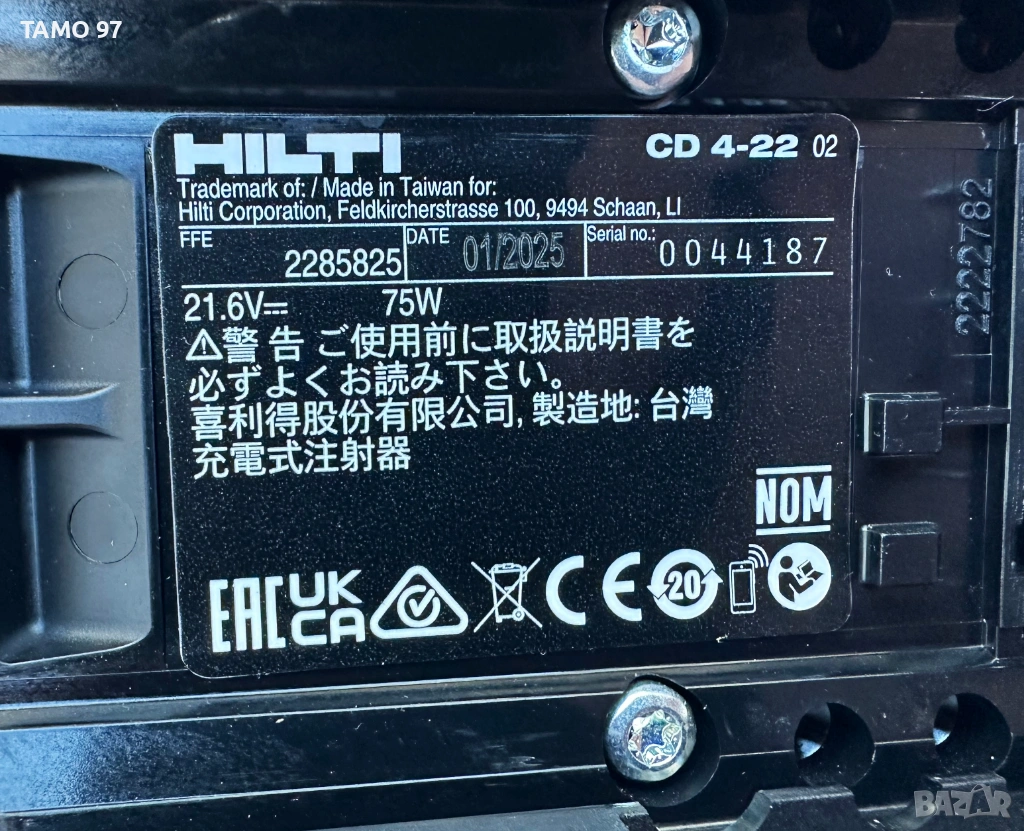 TAMO 97
HILTI CD 4-22 02
Trademark of: / Made in Taiwan for:
Hilti Corporation, Feldkircherstrasse 100, 9494 Schaan, LI
FFE 2285825 DATE 01/2025 Serial no.: 0044187
21.6V⎓ 75W
⚠警 告 ご使用前に取扱説明書を
必ずよくお読み下さい。
喜利得股份有限公司, 製造地: 台灣
充電式注射器
NOM
EAC UK CA CE 20
2222782
BAZAR